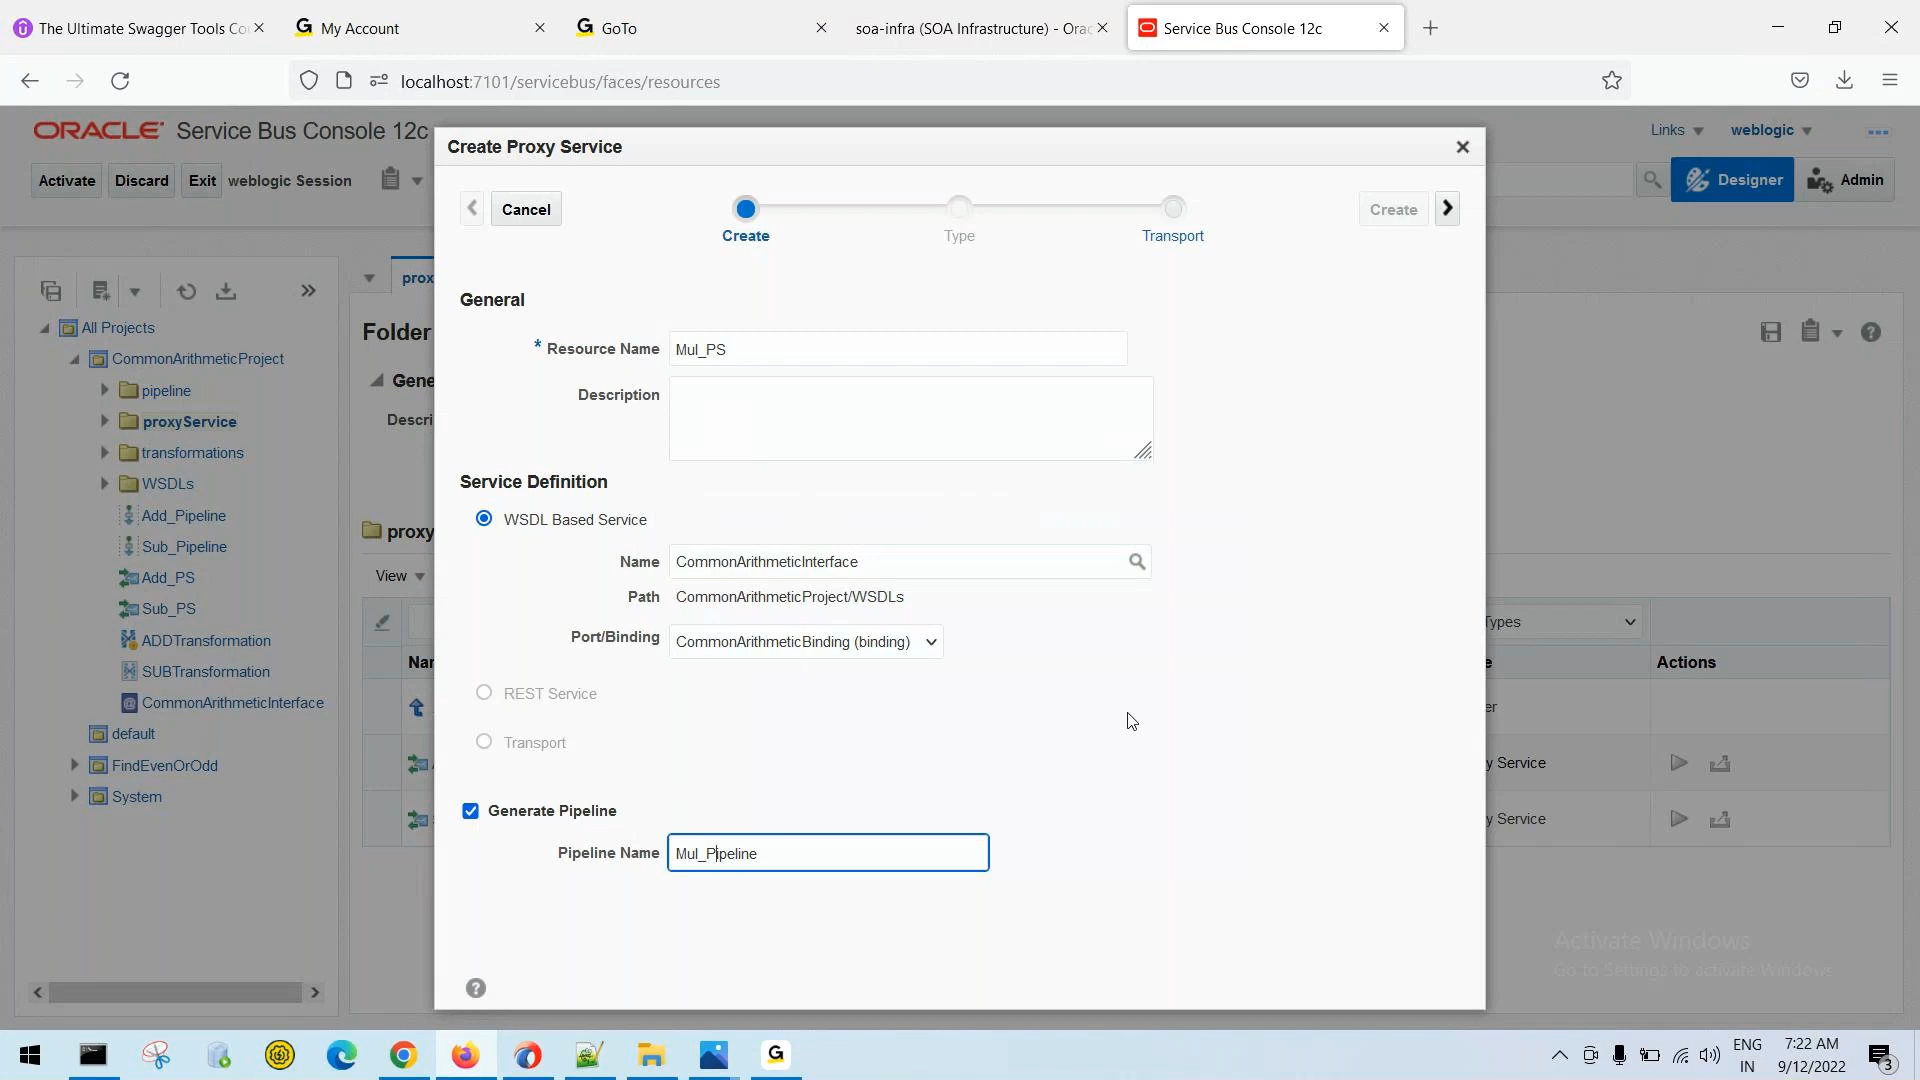 The Ultimate Swagger Tools Co
My Account
GoTo
soa-infra (SOA Infrastructure) - Orac
Service Bus Console 12c
localhost:7101/servicebus/faces/resources
ORACLE Service Bus Console 12c
Links
weblogic
Activate
Discard
Exit
weblogic Session
Designer
Admin
All Projects
CommonArithmeticProject
pipeline
proxyService
transformations
WSDLs
Add_Pipeline
Sub_Pipeline
Add_PS
Sub_PS
ADDTransformation
SUBTransformation
CommonArithmeticInterface
default
FindEvenOrOdd
System
prox
Folder
Gene
Descri
proxy
View
Nar
Create Proxy Service
Cancel
Create
Type
Transport
Create
General
* Resource Name Mul_PS
Description
Service Definition
WSDL Based Service
Name CommonArithmeticInterface
Path CommonArithmeticProject/WSDLs
Port/Binding CommonArithmeticBinding (binding)
REST Service
Transport
Generate Pipeline
Pipeline Name Mul_Pipeline
Types
e
Actions
er
y Service
y Service
Activate Windows
Go to Settings to activate Windows.
ENG
IN
7:22 AM
9/12/2022
3